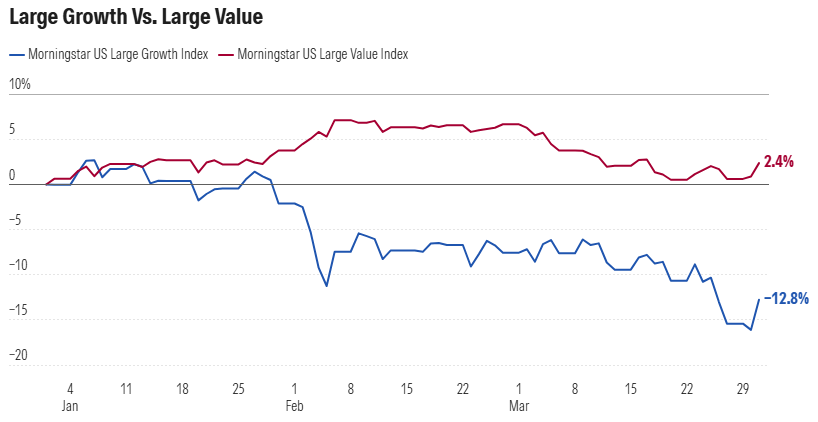 Large Growth Vs. Large Value
Morningstar US Large Growth Index Morningstar US Large Value Index
10%
5
0
−5
−10
−15
−20
2.4%
−12.8%
4 11 18 25 1 8 15 22 1 8 15 22 29
Jan Feb Mar